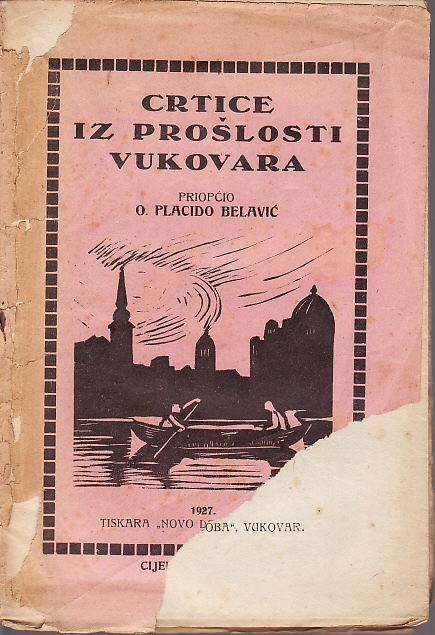 CRTICE
IZ PROŠLOSTI
VUKOVARA
PRIOPĆIO
O. PLACIDO BELAVIĆ
1927.
TISKARA „NOVO DOBA“, VUKOVAR.